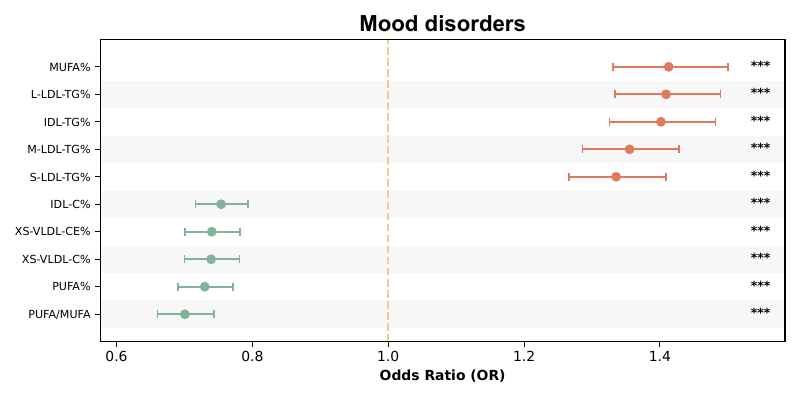 Mood disorders
MUFA% ***
L-LDL-TG% ***
IDL-TG% ***
M-LDL-TG% ***
S-LDL-TG% ***
IDL-C% ***
XS-VLDL-CE% ***
XS-VLDL-C% ***
PUFA% ***
PUFA/MUFA ***
0.6 0.8 1.0 1.2 1.4
Odds Ratio (OR)